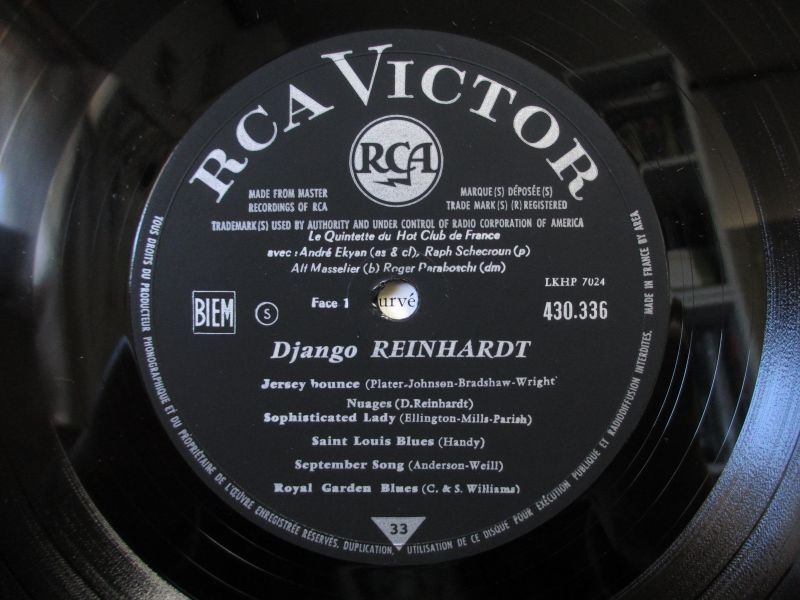 RCA VICTOR
RCA
MADE FROM MASTER
RECORDINGS OF RCA
MARQUE(S) DÉPOSÉE(S)
TRADE MARK(S) (R) REGISTERED
TRADEMARK(S) USED BY AUTHORITY AND UNDER CONTROL OF RADIO CORPORATION OF AMERICA
Le Quintette du Hot Club de France
avec : André Ekyan (as & cl), Raph Schecroun (p)
Alf Masselier (b) Roger Paraboschi (dm)
LKHP 7024
BIEM
S
Face 1
urvé
430.336
Django REINHARDT
Jersey bounce (Plater-Johnson-Bradshaw-Wright
Nuages (D.Reinhardt)
Sophisticated Lady (Ellington-Mills-Parish)
Saint Louis Blues (Handy)
September Song (Anderson-Weill)
Royal Garden Blues (C. & S. Williams)
33
TOUS DROITS DU PRODUCTEUR PHONOGRAPHIQUE ET DU PROPRIÉTAIRE DE L'ŒUVRE ENREGISTRÉE RÉSERVÉS. DUPLICATION, UTILISATION DE CE DISQUE POUR EXÉCUTION PUBLIQUE ET RADIODIFFUSION INTERDITES.
MADE IN FRANCE BY AREA